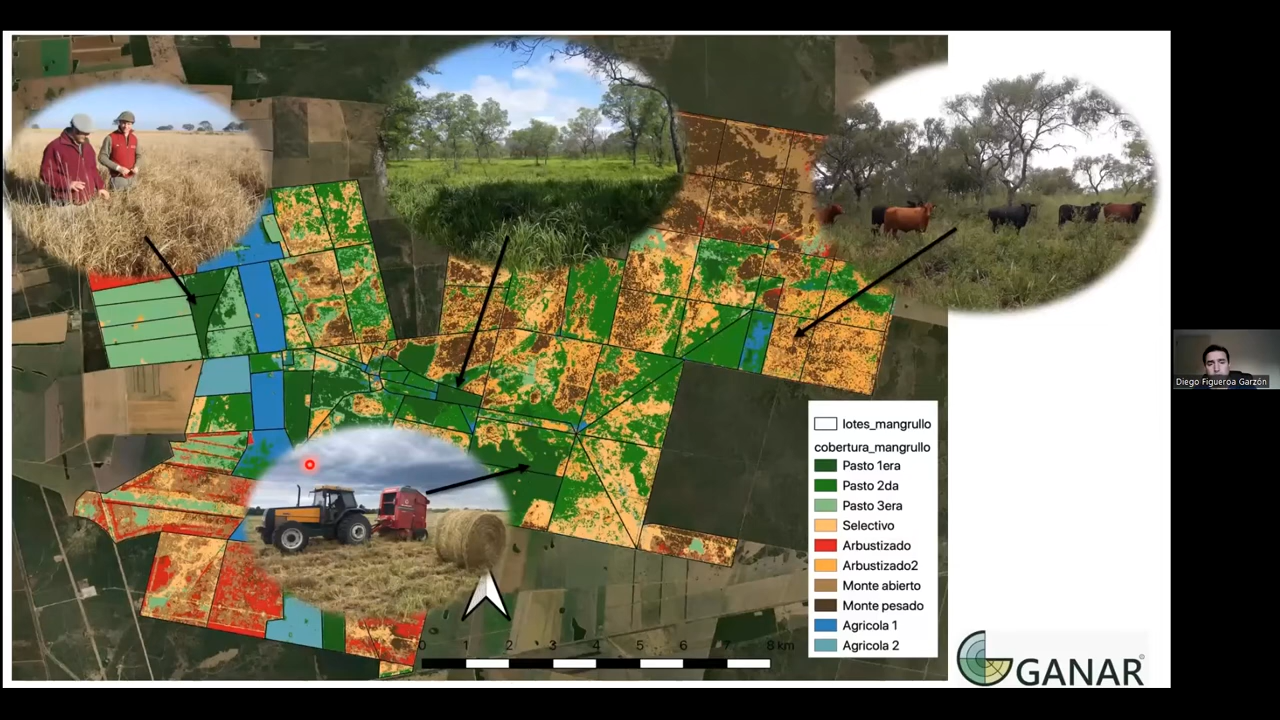 lotes_mangrullo
cobertura_mangrullo
Pasto 1era
Pasto 2da
Pasto 3era
Selectivo
Arbustizado
Arbustizado2
Monte abierto
Monte pesado
Agricola 1
Agricola 2
0 1 2 3 4 5 6 7 8 km
GANAR
Diego Figueroa Garzón